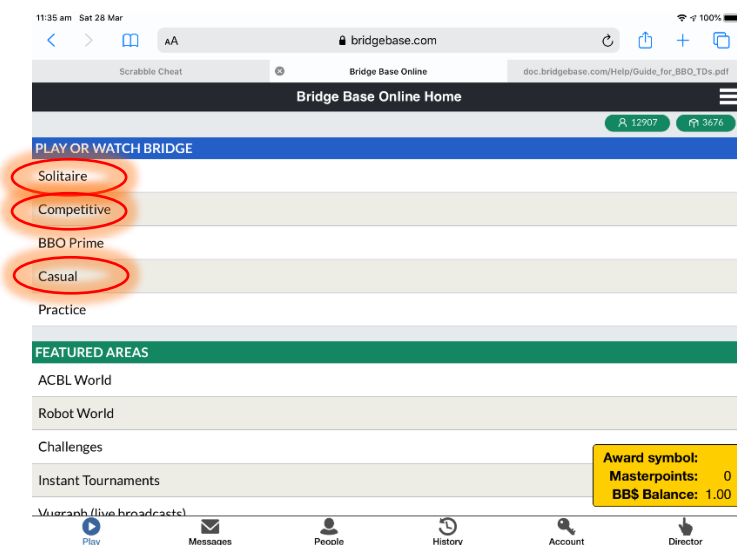 11:35 am Sat 28 Mar 100%
AA bridgebase.com
Scrabble Cheat Bridge Base Online doc.bridgebase.com/Help/Guide_for_BBO_TDs.pdf
Bridge Base Online Home
12907 3676
PLAY OR WATCH BRIDGE
Solitaire
Competitive
BBO Prime
Casual
Practice
FEATURED AREAS
ACBL World
Robot World
Challenges
Instant Tournaments
Vugraph (live broadcasts)
Award symbol:
Masterpoints: 0
BB$ Balance: 1.00
Play Messages People History Account Director